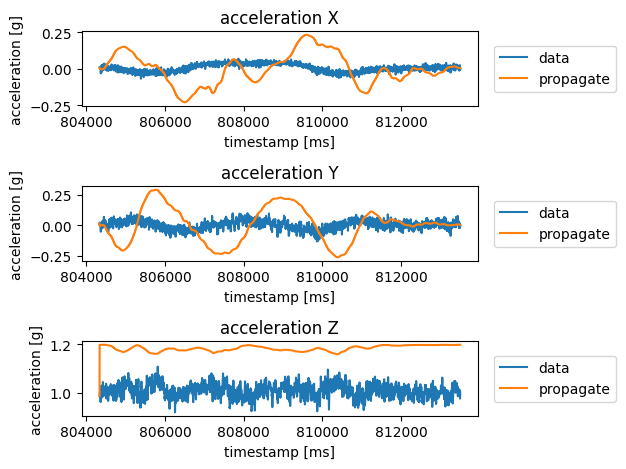 acceleration X
acceleration [g]
0.25
0.00
−0.25
804000 806000 808000 810000 812000
timestamp [ms]
data
propagate
acceleration Y
acceleration [g]
0.25
0.00
−0.25
804000 806000 808000 810000 812000
timestamp [ms]
data
propagate
acceleration Z
acceleration [g]
1.2
1.0
804000 806000 808000 810000 812000
timestamp [ms]
data
propagate